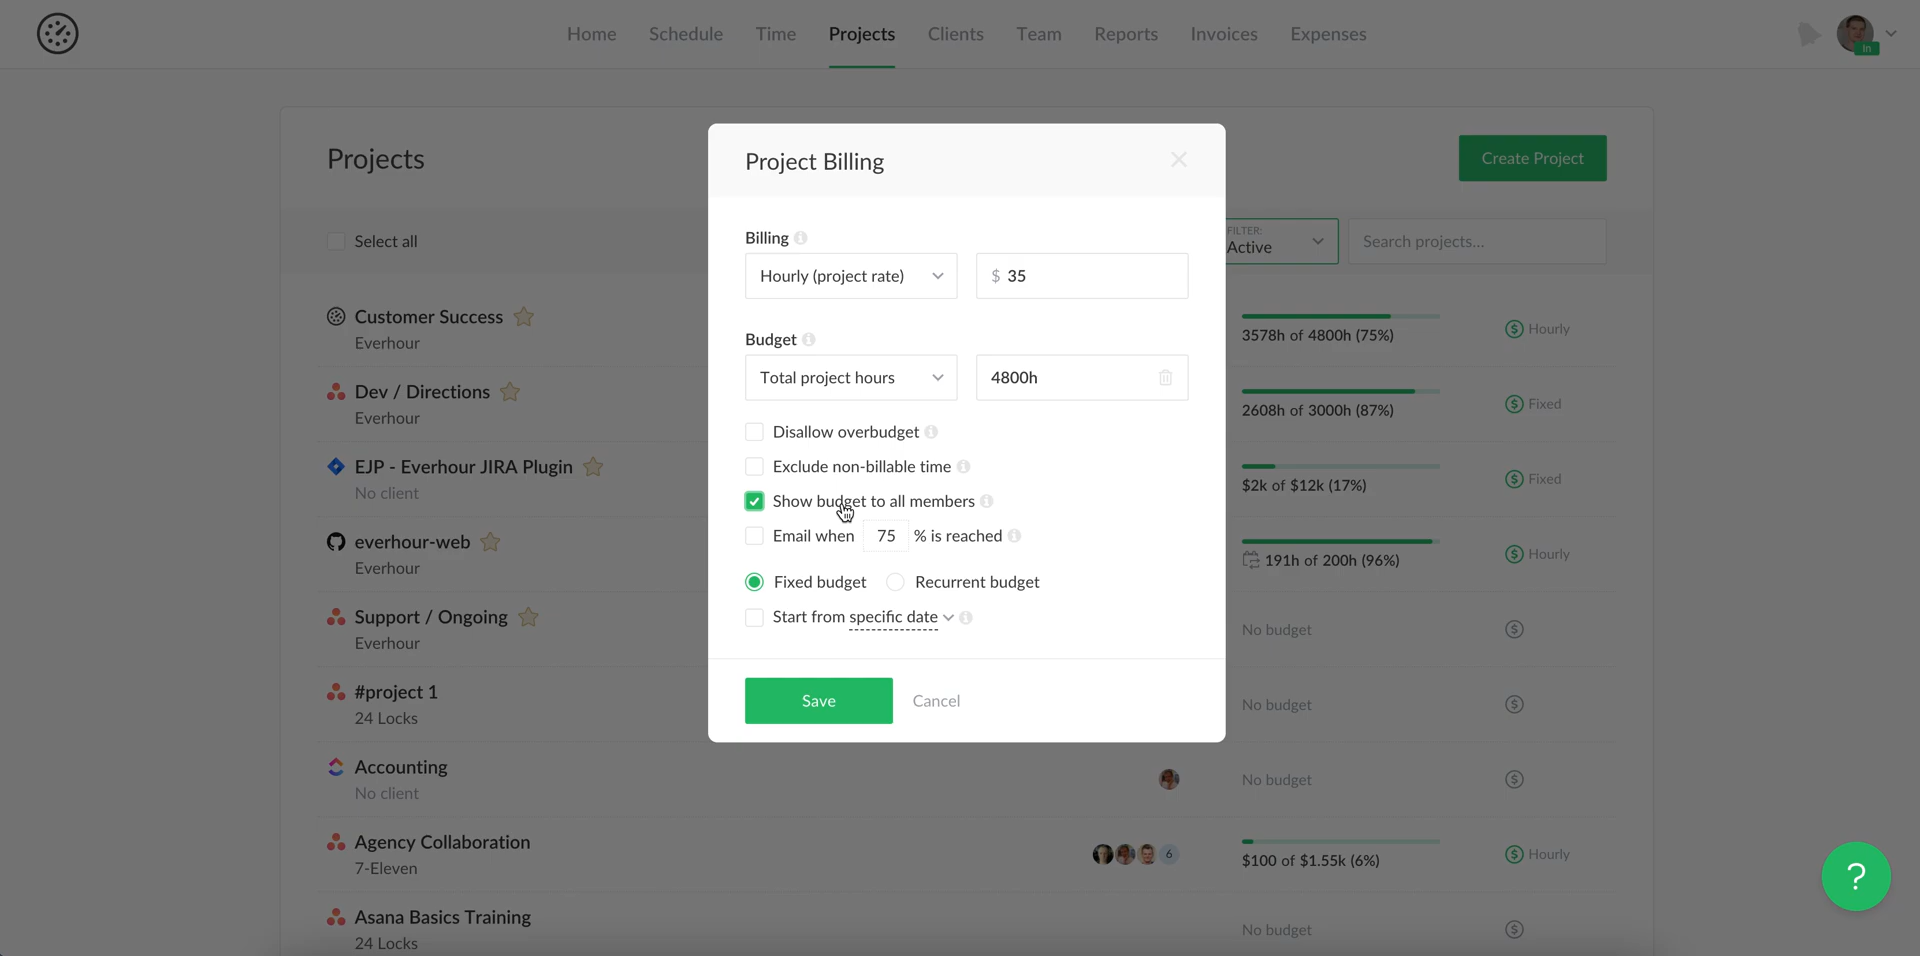 Home Schedule Time Projects Clients Team Reports Invoices Expenses
In
Projects
Create Project
Select all
FILTER:
Active
Search projects...
Customer Success
Everhour
3578h of 4800h (75%)
Hourly
Dev / Directions
Everhour
2608h of 3000h (87%)
Fixed
EJP - Everhour JIRA Plugin
No client
$2k of $12k (17%)
Fixed
everhour-web
Everhour
191h of 200h (96%)
Hourly
Support / Ongoing
Everhour
No budget
#project 1
24 Locks
No budget
Accounting
No client
No budget
Agency Collaboration
7-Eleven
6
$100 of $1.55k (6%)
Hourly
Asana Basics Training
24 Locks
No budget
Project Billing
Billing
Hourly (project rate)
$ 35
Budget
Total project hours
4800h
Disallow overbudget
Exclude non-billable time
Show budget to all members
Email when 75 % is reached
Fixed budget Recurrent budget
Start from specific date
Save Cancel
?